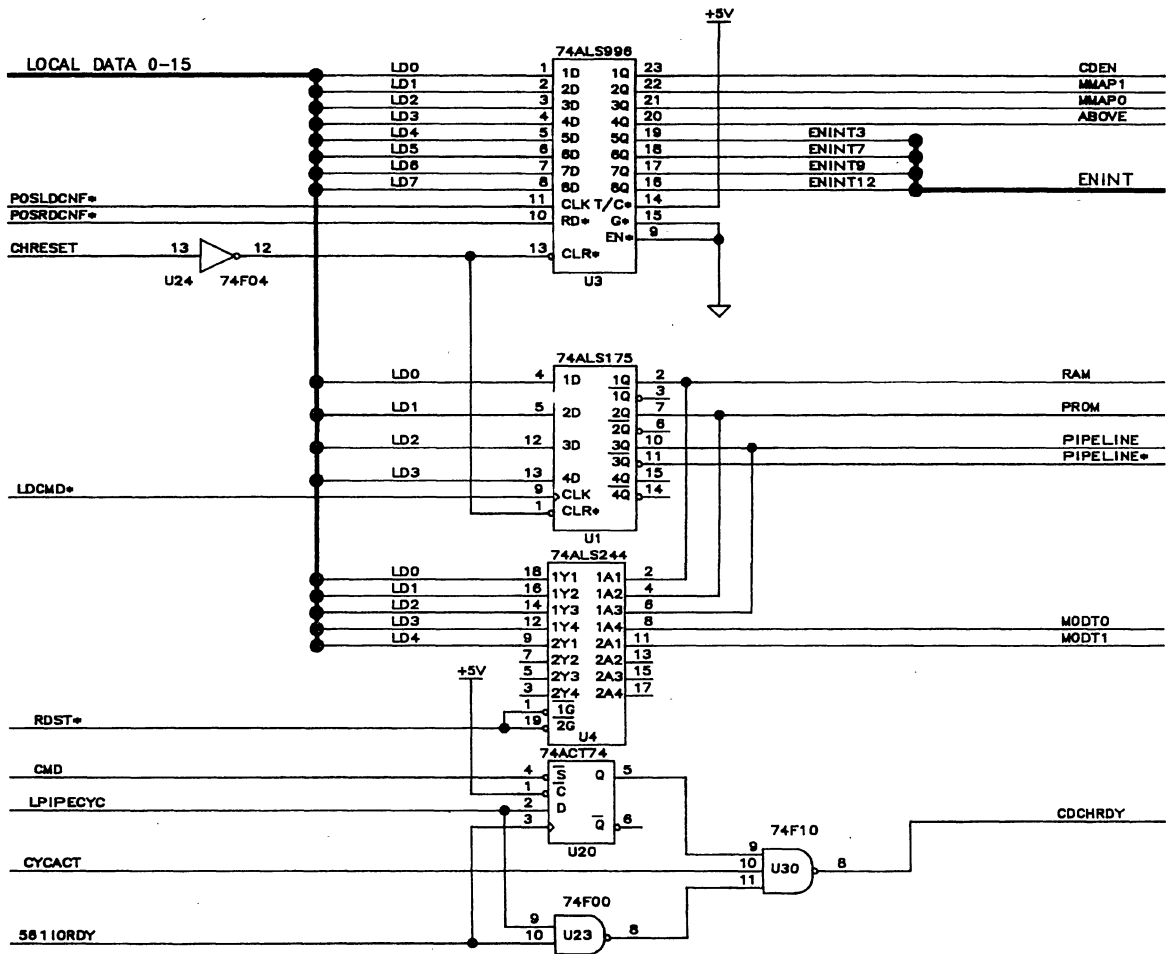 +5V
LOCAL DATA 0-15
74ALS996
LD0 1 1D 1Q 23 CDEN
LD1 2 2D 2Q 22 MMAP1
LD2 3 3D 3Q 21 MMAP0
LD3 4 4D 4Q 20 ABOVE
LD4 5 5D 5Q 19 ENINT3
LD5 6 6D 6Q 18 ENINT7
LD6 7 7D 7Q 17 ENINT9
LD7 8 8D 8Q 16 ENINT12 ENINT
POSLDCNF* 11 CLK T/C* 14
POSRDCNF* 10 RD* G* 15
EN* 9
CHRESET 13 12 13 CLR*
U24 74F04 U3
74ALS175
LD0 4 1D 1Q 2 RAM
1Q 3
LD1 5 2D 2Q 7 PROM
2Q 6
LD2 12 3D 3Q 10 PIPELINE
3Q 11 PIPELINE*
LD3 13 4D 4Q 15
LDCMD* 9 CLK 4Q 14
1 CLR*
U1
74ALS244
LD0 18 1Y1 1A1 2
LD1 16 1Y2 1A2 4
LD2 14 1Y3 1A3 6
LD3 12 1Y4 1A4 8 MODT0
LD4 9 2Y1 2A1 11 MODT1
7 2Y2 2A2 13
+5V 5 2Y3 2A3 15
3 2Y4 2A4 17
1 1G
RDST* 19 2G
U4
74ACT74
CMD 4 S Q 5
1 C
LPIPECYC 2 D
3 Q 6
CDCHRDY
U20
74F10
9
CYCACT 10 U30 8
11
74F00
9
5611ORDY 10 U23 8